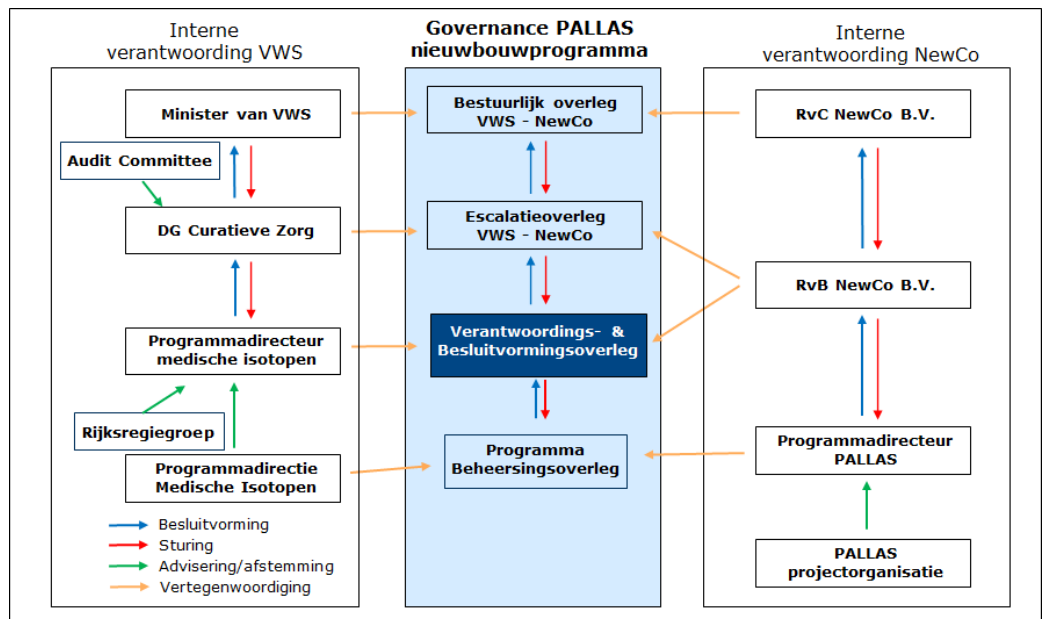 Interne
verantwoording VWS
Minister van VWS
Audit Committee
DG Curatieve Zorg
Programmadirecteur
medische isotopen
Rijksregiegroep
Programmadirectie
Medische Isotopen
Besluitvorming
Sturing
Advisering/afstemming
Vertegenwoordiging
Governance PALLAS
nieuwbouwprogramma
Bestuurlijk overleg
VWS - NewCo
Escalatieoverleg
VWS - NewCo
Verantwoordings- &
Besluitvormingsoverleg
Programma
Beheersingsoverleg
Interne
verantwoording NewCo
RvC NewCo B.V.
RvB NewCo B.V.
Programmadirecteur
PALLAS
PALLAS
projectorganisatie